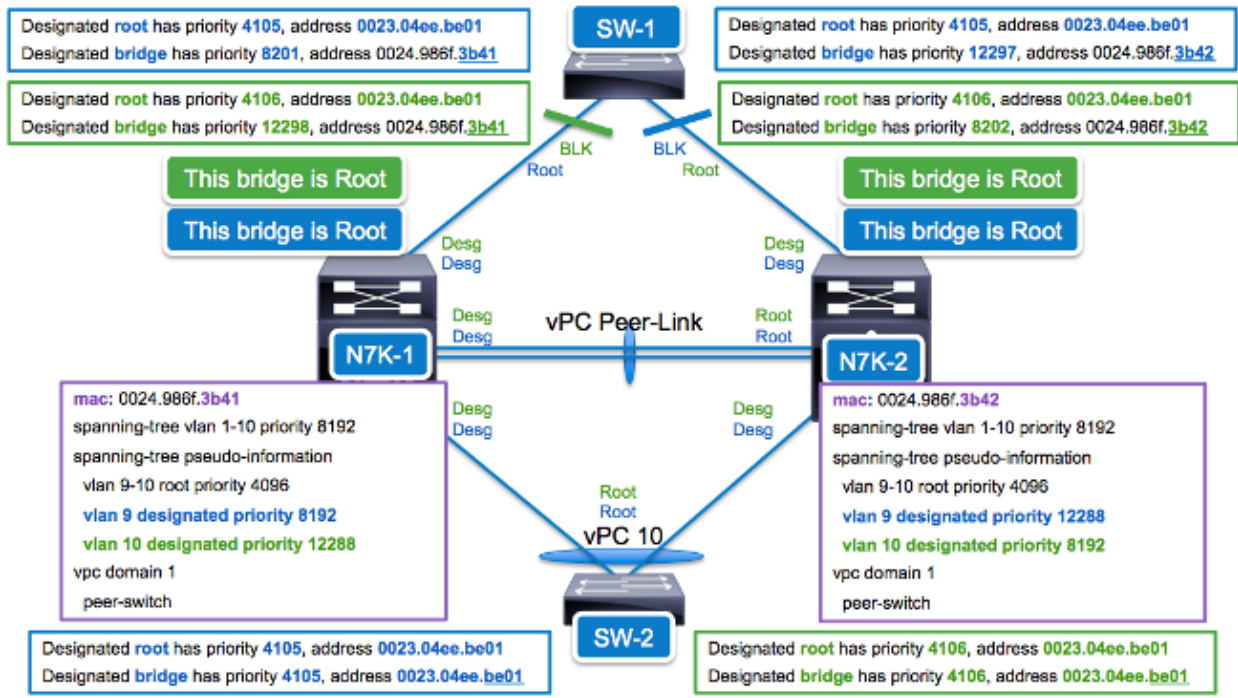 Designated root has priority 4105, address 0023.04ee.be01
Designated bridge has priority 8201, address 0024.986f.3b41
SW-1
Designated root has priority 4105, address 0023.04ee.be01
Designated bridge has priority 12297, address 0024.986f.3b42
Designated root has priority 4106, address 0023.04ee.be01
Designated bridge has priority 12298, address 0024.986f.3b41
Designated root has priority 4106, address 0023.04ee.be01
Designated bridge has priority 8202, address 0024.986f.3b42
BLK
Root
BLK
Root
This bridge is Root
This bridge is Root
This bridge is Root
This bridge is Root
Desg
Desg
Desg
Desg
Desg
Desg
vPC Peer-Link
Root
Root
N7K-1
N7K-2
mac: 0024.986f.3b41
spanning-tree vlan 1-10 priority 8192
spanning-tree pseudo-information
vlan 9-10 root priority 4096
vlan 9 designated priority 8192
vlan 10 designated priority 12288
vpc domain 1
peer-switch
Desg
Desg
Desg
Desg
Root
Root
vPC 10
mac: 0024.986f.3b42
spanning-tree vlan 1-10 priority 8192
spanning-tree pseudo-information
vlan 9-10 root priority 4096
vlan 9 designated priority 12288
vlan 10 designated priority 8192
vpc domain 1
peer-switch
SW-2
Designated root has priority 4105, address 0023.04ee.be01
Designated bridge has priority 4105, address 0023.04ee.be01
Designated root has priority 4106, address 0023.04ee.be01
Designated bridge has priority 4106, address 0023.04ee.be01